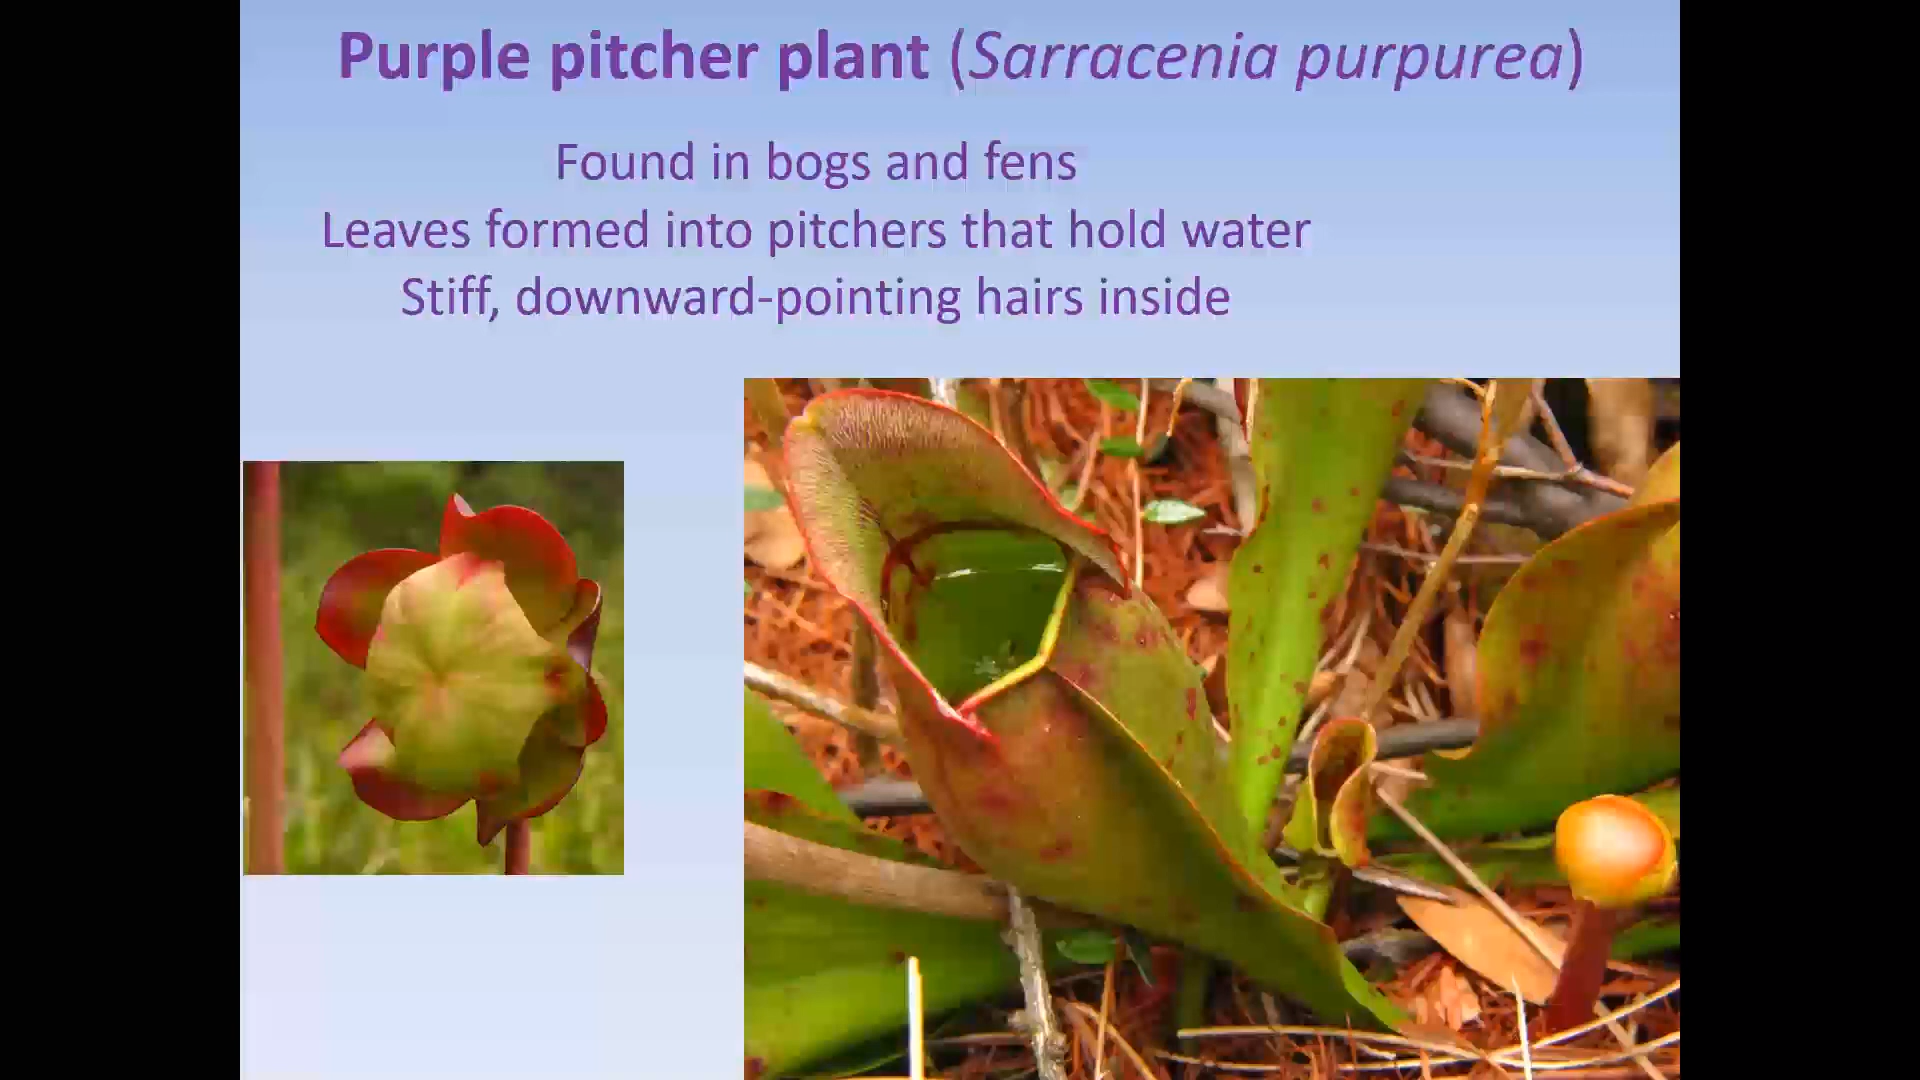 Purple pitcher plant (Sarracenia purpurea)
Found in bogs and fens
Leaves formed into pitchers that hold water
Stiff, downward-pointing hairs inside